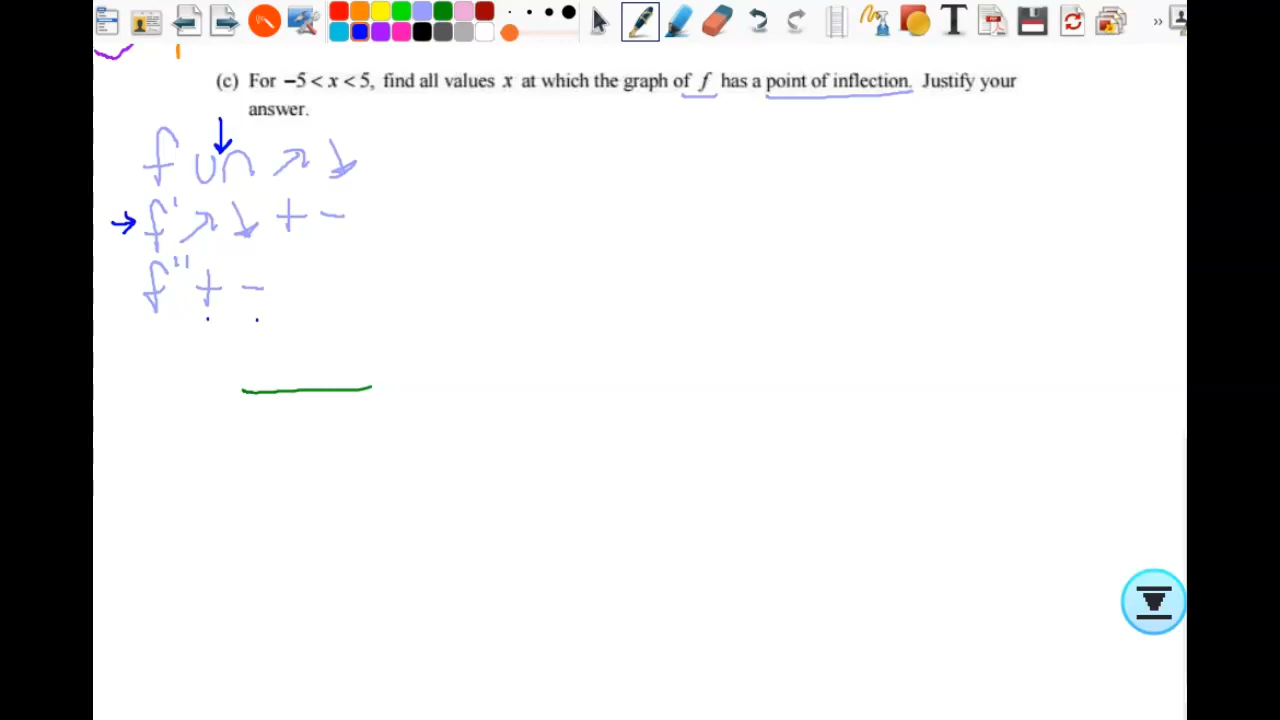 (c) For −5 < x < 5, find all values x at which the graph of f has a point of inflection. Justify your
answer.
f ∪∩ ↗ ↘
→ f' ↗ ↘ + −
f'' + −